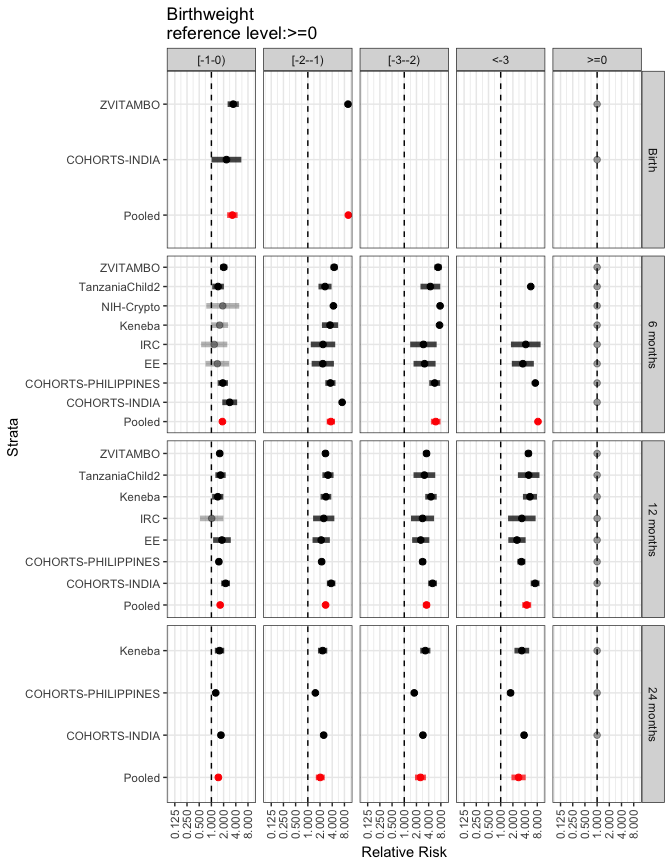 Birthweight
reference level:>=0
[-1-0)
[-2--1)
[-3--2)
<-3
>=0
Strata
ZVITAMBO
COHORTS-INDIA
Pooled
Birth
ZVITAMBO
TanzaniaChild2
NIH-Crypto
Keneba
IRC
EE
COHORTS-PHILIPPINES
COHORTS-INDIA
Pooled
6 months
ZVITAMBO
TanzaniaChild2
Keneba
IRC
EE
COHORTS-PHILIPPINES
COHORTS-INDIA
Pooled
12 months
Keneba
COHORTS-PHILIPPINES
COHORTS-INDIA
Pooled
24 months
0.125 0.250 0.500 1.000 2.000 4.000 8.000
0.125 0.250 0.500 1.000 2.000 4.000 8.000
0.125 0.250 0.500 1.000 2.000 4.000 8.000
0.125 0.250 0.500 1.000 2.000 4.000 8.000
0.125 0.250 0.500 1.000 2.000 4.000 8.000
Relative Risk